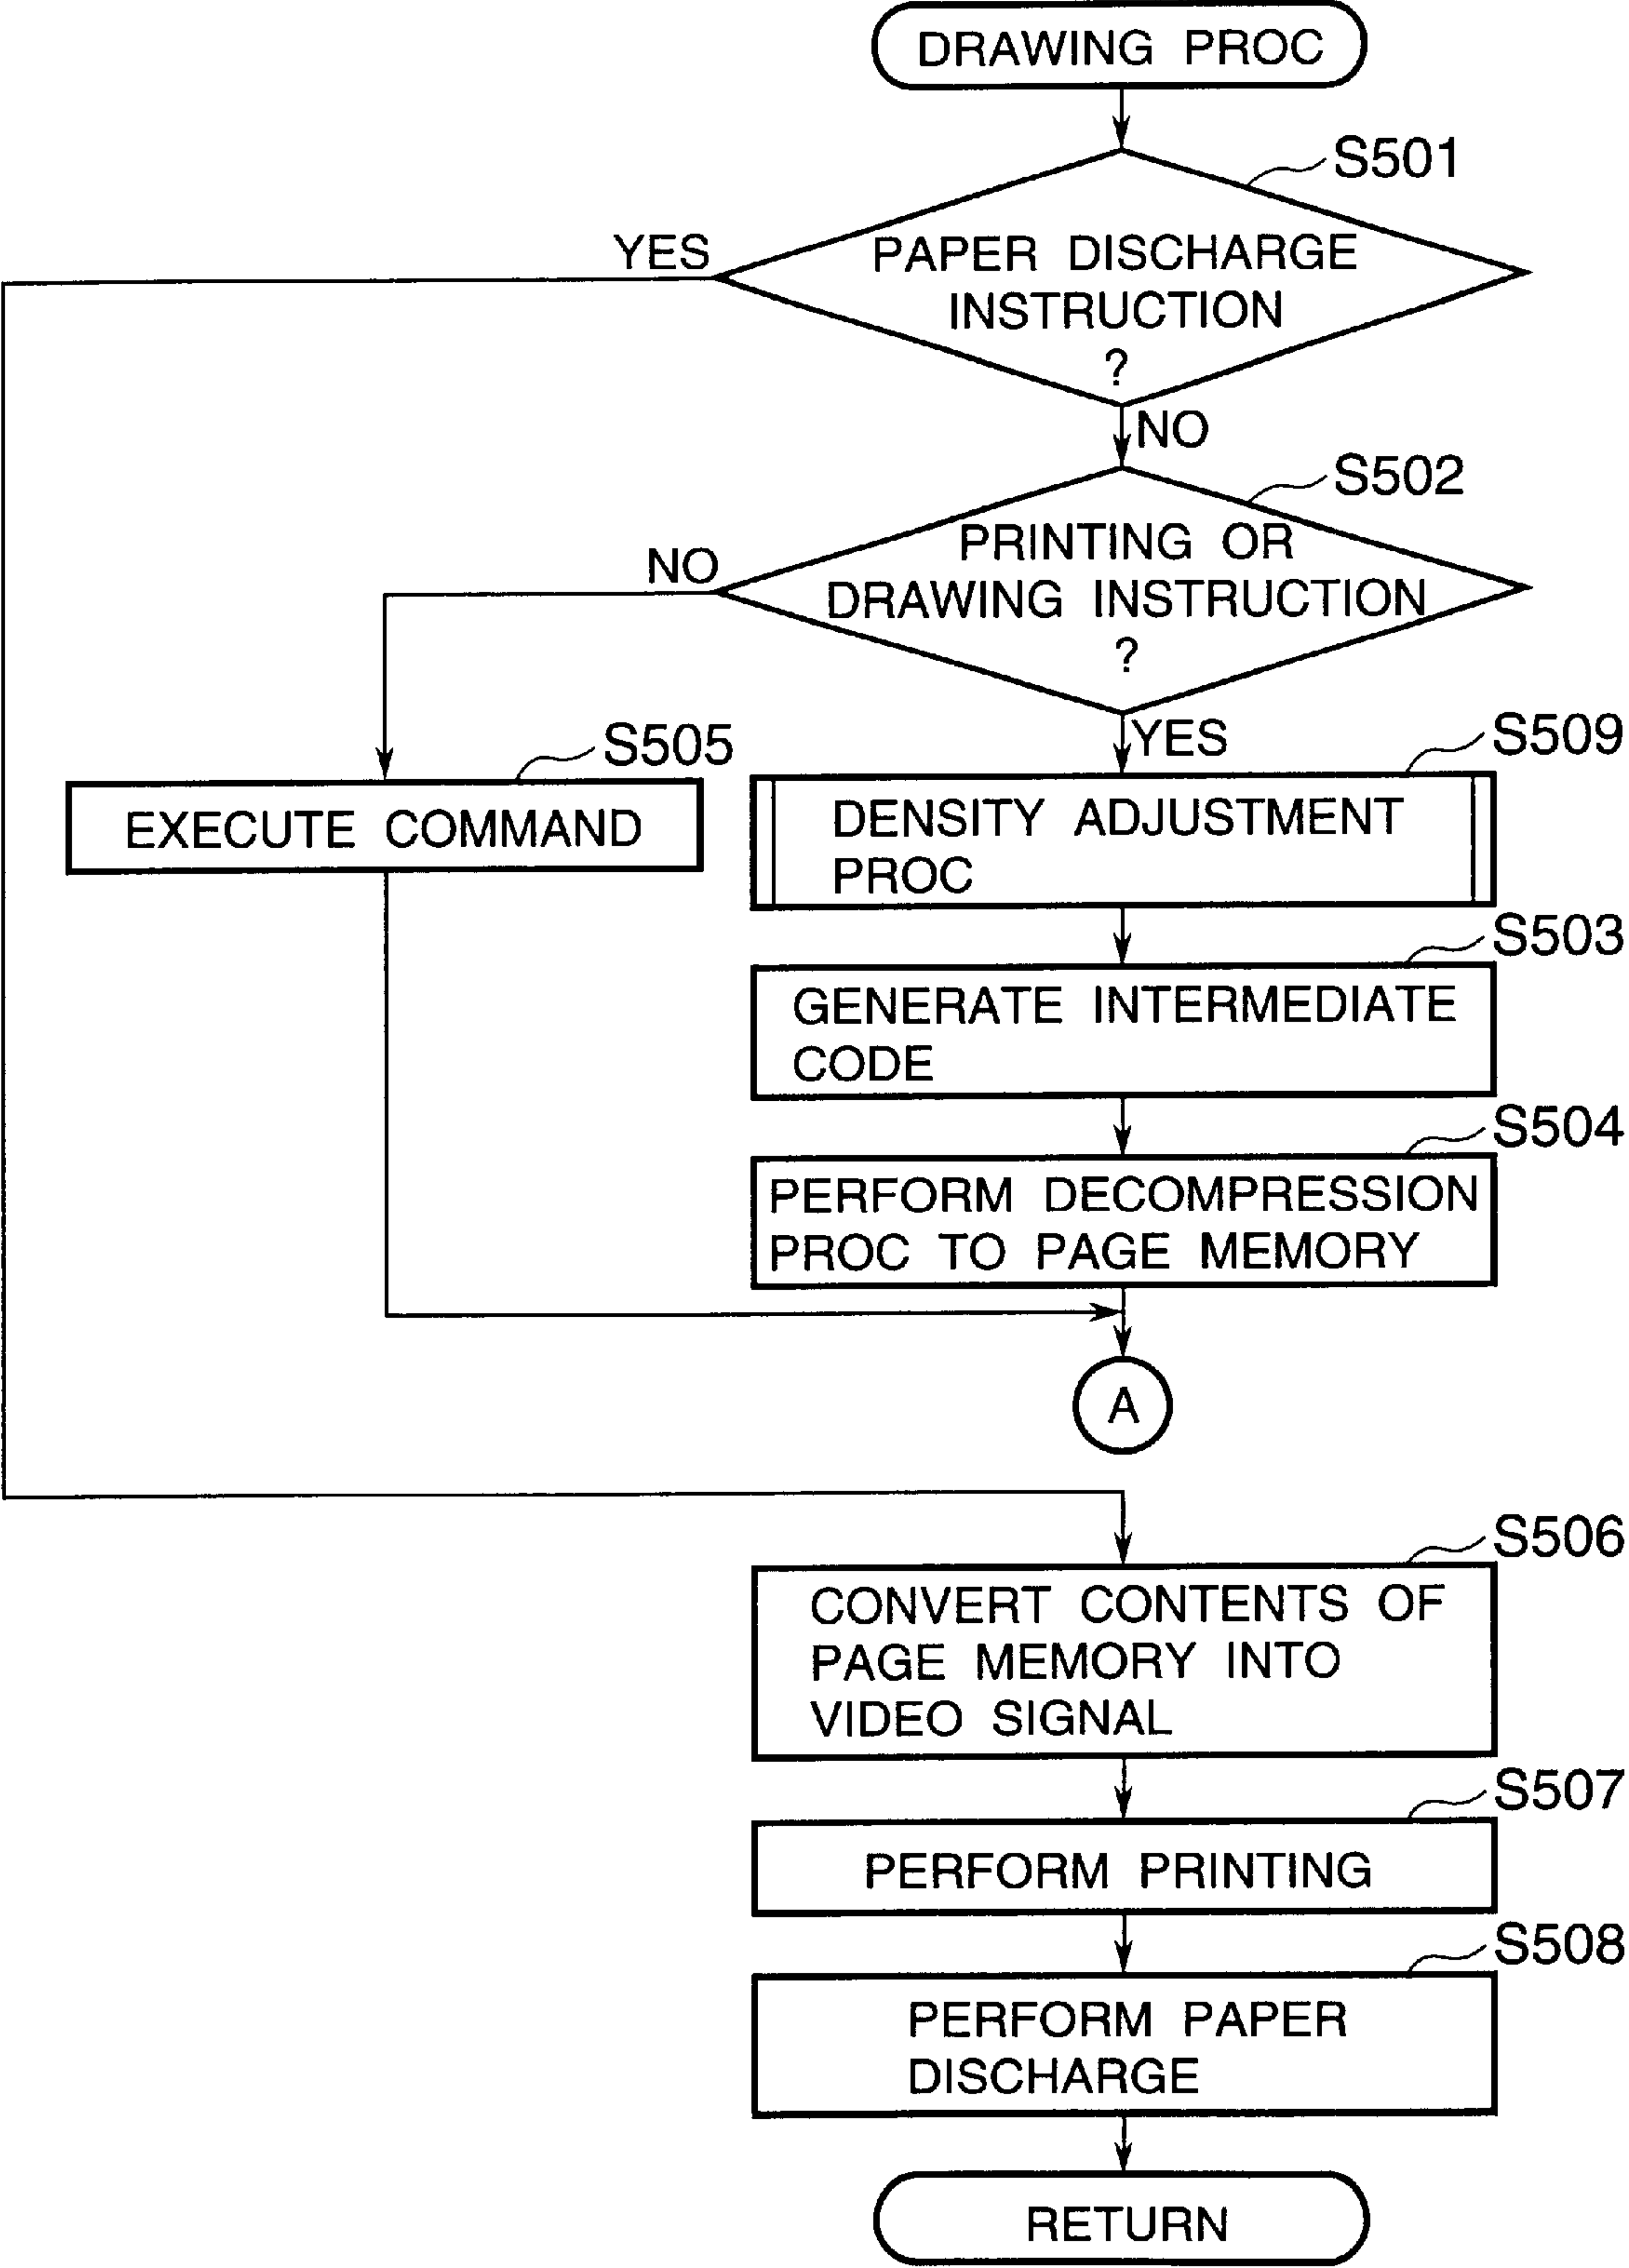 DRAWING PROC
S501
YES
PAPER DISCHARGE
INSTRUCTION
?
NO
S502
NO
PRINTING OR
DRAWING INSTRUCTION
?
YES
S505
EXECUTE COMMAND
S509
DENSITY ADJUSTMENT
PROC
S503
GENERATE INTERMEDIATE
CODE
S504
PERFORM DECOMPRESSION
PROC TO PAGE MEMORY
A
S506
CONVERT CONTENTS OF
PAGE MEMORY INTO
VIDEO SIGNAL
S507
PERFORM PRINTING
S508
PERFORM PAPER
DISCHARGE
RETURN